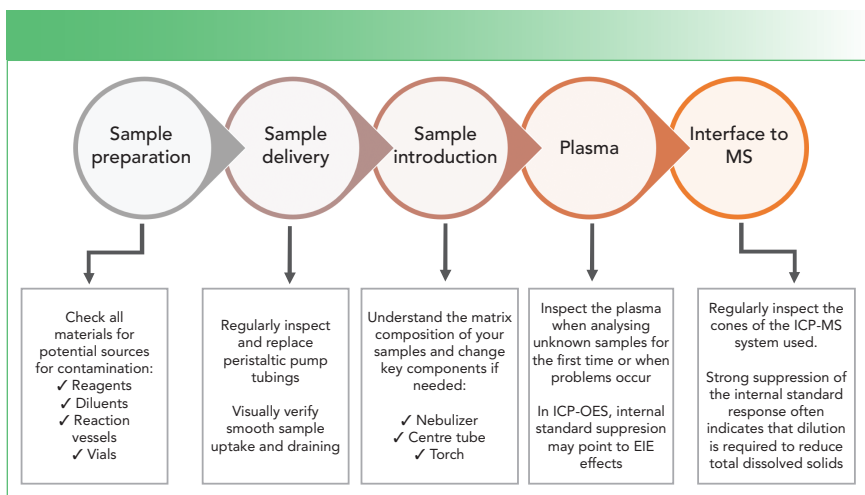 Sample
preparation
Sample
delivery
Sample
introduction
Plasma
Interface to
MS
Check all
materials for
potential sources
for contamination:
✓ Reagents
✓ Diluents
✓ Reaction
vessels
✓ Vials
Regularly inspect
and replace
peristaltic pump
tubings
Visually verify
smooth sample
uptake and draining
Understand the matrix
composition of your
samples and change
key components if
needed:
✓ Nebulizer
✓ Centre tube
✓ Torch
Inspect the plasma
when analysing
unknown samples for
the first time or when
problems occur
In ICP-OES, internal
standard suppresion
may point to EIE
effects
Regularly inspect the
cones of the ICP-MS
system used.
Strong suppression of
the internal standard
response often
indicates that dilution
is required to reduce
total dissolved solids